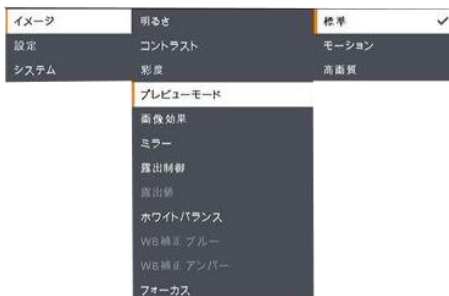 イメージ
設定
システム
明るさ
コントラスト
彩度
プレビューモード
画像効果
ミラー
露出制御
露出値
ホワイトバランス
WB補正 ブルー
WB補正 アンバー
フォーカス
標準
モーション
高画質